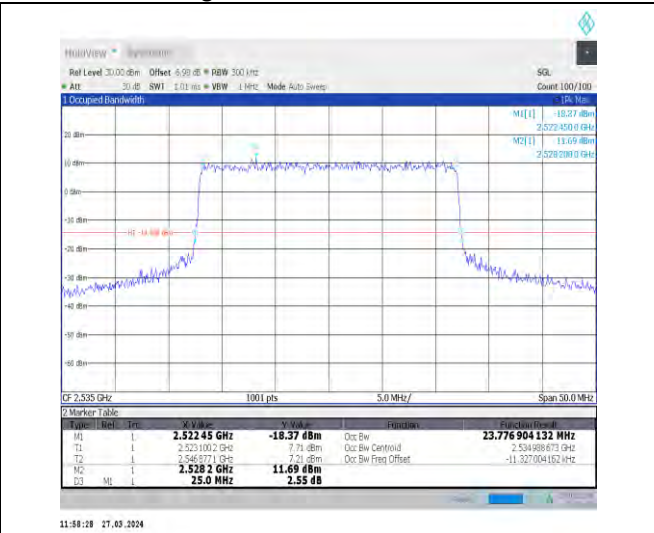 MultiView
Spectrum
Ref Level 30.00 dBm Offset 6.98 dB RBW 300 kHz SGL
Att 30 dB SWT 1.01 ms VBW 1 MHz Mode Auto Sweep Count 100/100
1 Occupied Bandwidth 1Pk Max
M1[1] -18.37 dBm
2.522450 0 GHz
M2[1] 11.69 dBm
2.528200 0 GHz
20 dBm
10 dBm
0 dBm
-10 dBm
-20 dBm
-30 dBm
-40 dBm
-50 dBm
-60 dBm
CF 2.535 GHz 1001 pts 5.0 MHz/ Span 50.0 MHz
2 Marker Table
Type Ref Trc X-Value Y-Value Function Function Result
M1 1 2.522 45 GHz -18.37 dBm Occ Bw 23.776 904 132 MHz
T1 1 2.523 100 2 GHz 7.71 dBm Occ Bw Centroid 2.534 988 673 GHz
T2 1 2.546 877 1 GHz 7.21 dBm Occ Bw Freq Offset -11.327 004 162 kHz
M2 1 2.528 2 GHz 11.69 dBm
D3 M1 1 25.0 MHz 2.55 dB
11:58:28 27.03.2024